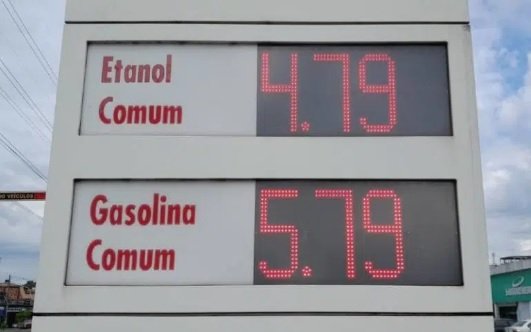 Etanol
Comum
4.79
Gasolina
Comum
5.79